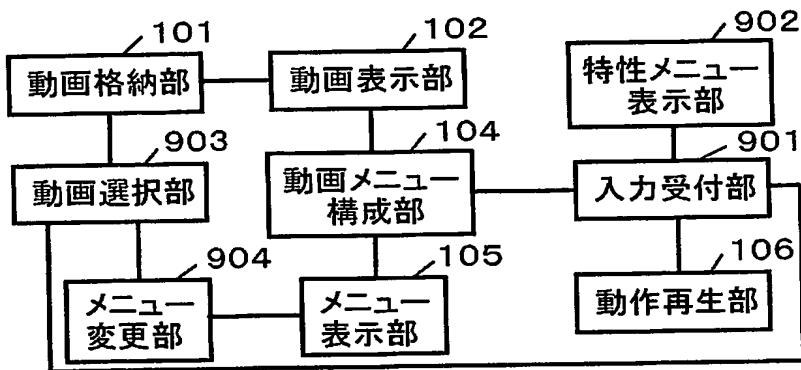 101
動画格納部
102
動画表示部
902
特性メニュー
表示部
903
動画選択部
104
動画メニュー
構成部
901
入力受付部
904
メニュー
変更部
105
メニュー
表示部
106
動作再生部